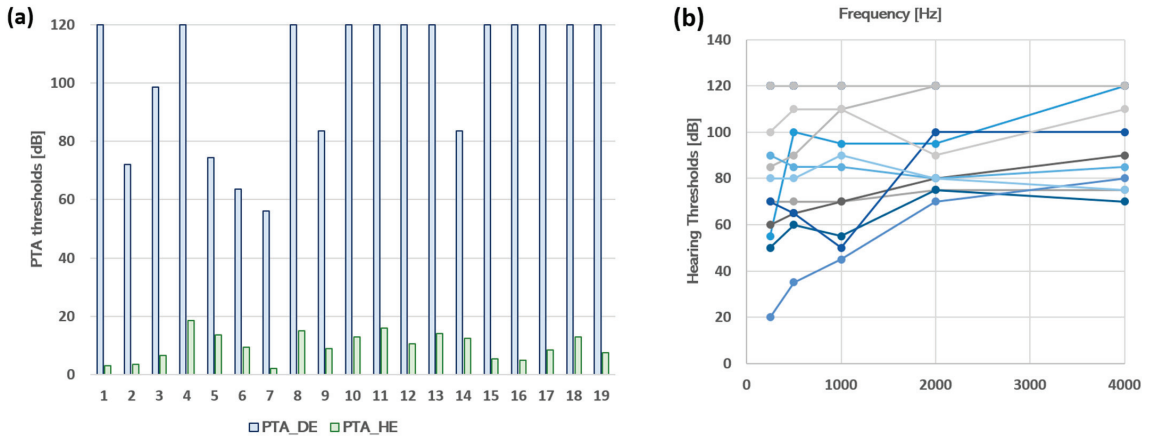 (a)
120
100
80
60
40
20
0
PTA thresholds [dB]
1 2 3 4 5 6 7 8 9 10 11 12 13 14 15 16 17 18 19
PTA_DE PTA_HE
(b)
Frequency [Hz]
140
120
100
80
60
40
20
0
Hearing Thresholds [dB]
0 1000 2000 3000 4000